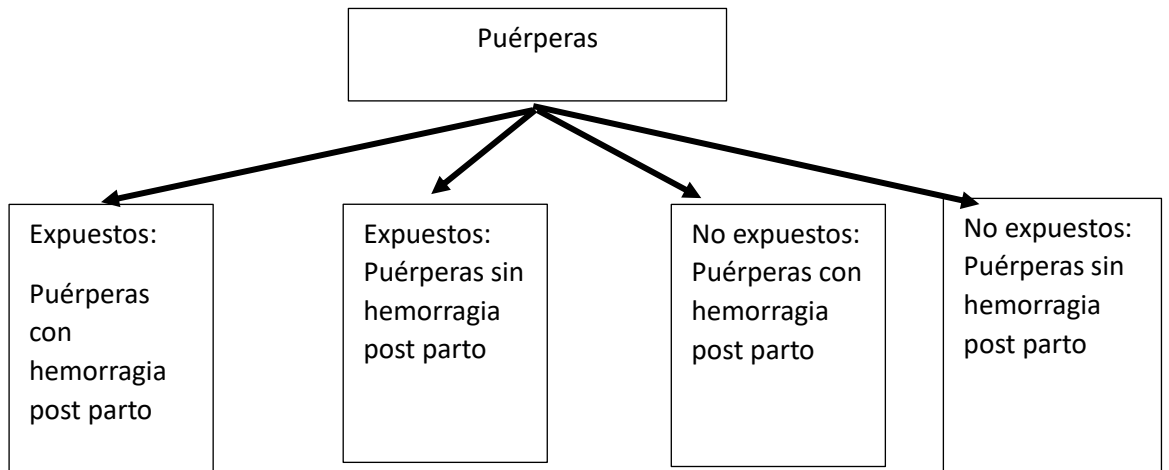 Puérperas
Expuestos:
Puérperas
con
hemorragia
post parto
Expuestos:
Puérperas sin
hemorragia
post parto
No expuestos:
Puérperas con
hemorragia
post parto
No expuestos:
Puérperas sin
hemorragia
post parto